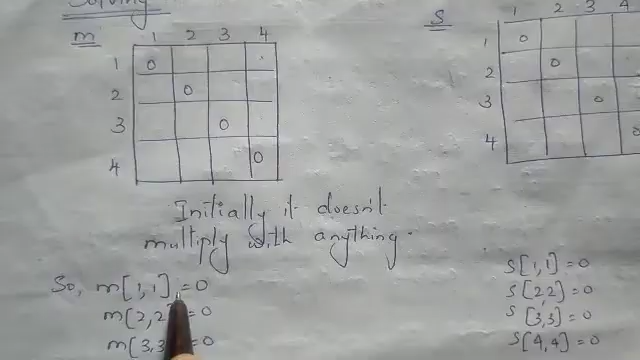 Solving
m
1 2 3 4
1 0
2 0
3 0
4 0
S
1 2 3 4
1 0
2 0
3 0
4 0
Initially it doesn't
multiply with anything.
So, m[1,1] = 0
m[2,2] = 0
m[3,3 = 0
S[1,1] = 0
S[2,2] = 0
S[3,3] = 0
S[4,4] = 0